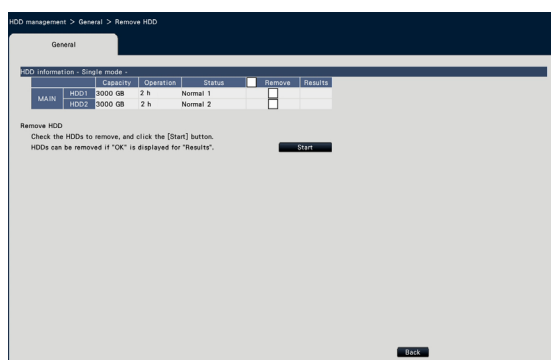 HDD management > General > Remove HDD
General
HDD information - Single mode -
Capacity Operation Status Remove Results
MAIN HDD1 3000 GB 2 h Normal 1
HDD2 3000 GB 2 h Normal 2
Remove HDD
Check the HDDs to remove, and click the [Start] button.
HDDs can be removed if "OK" is displayed for "Results". Start
Back